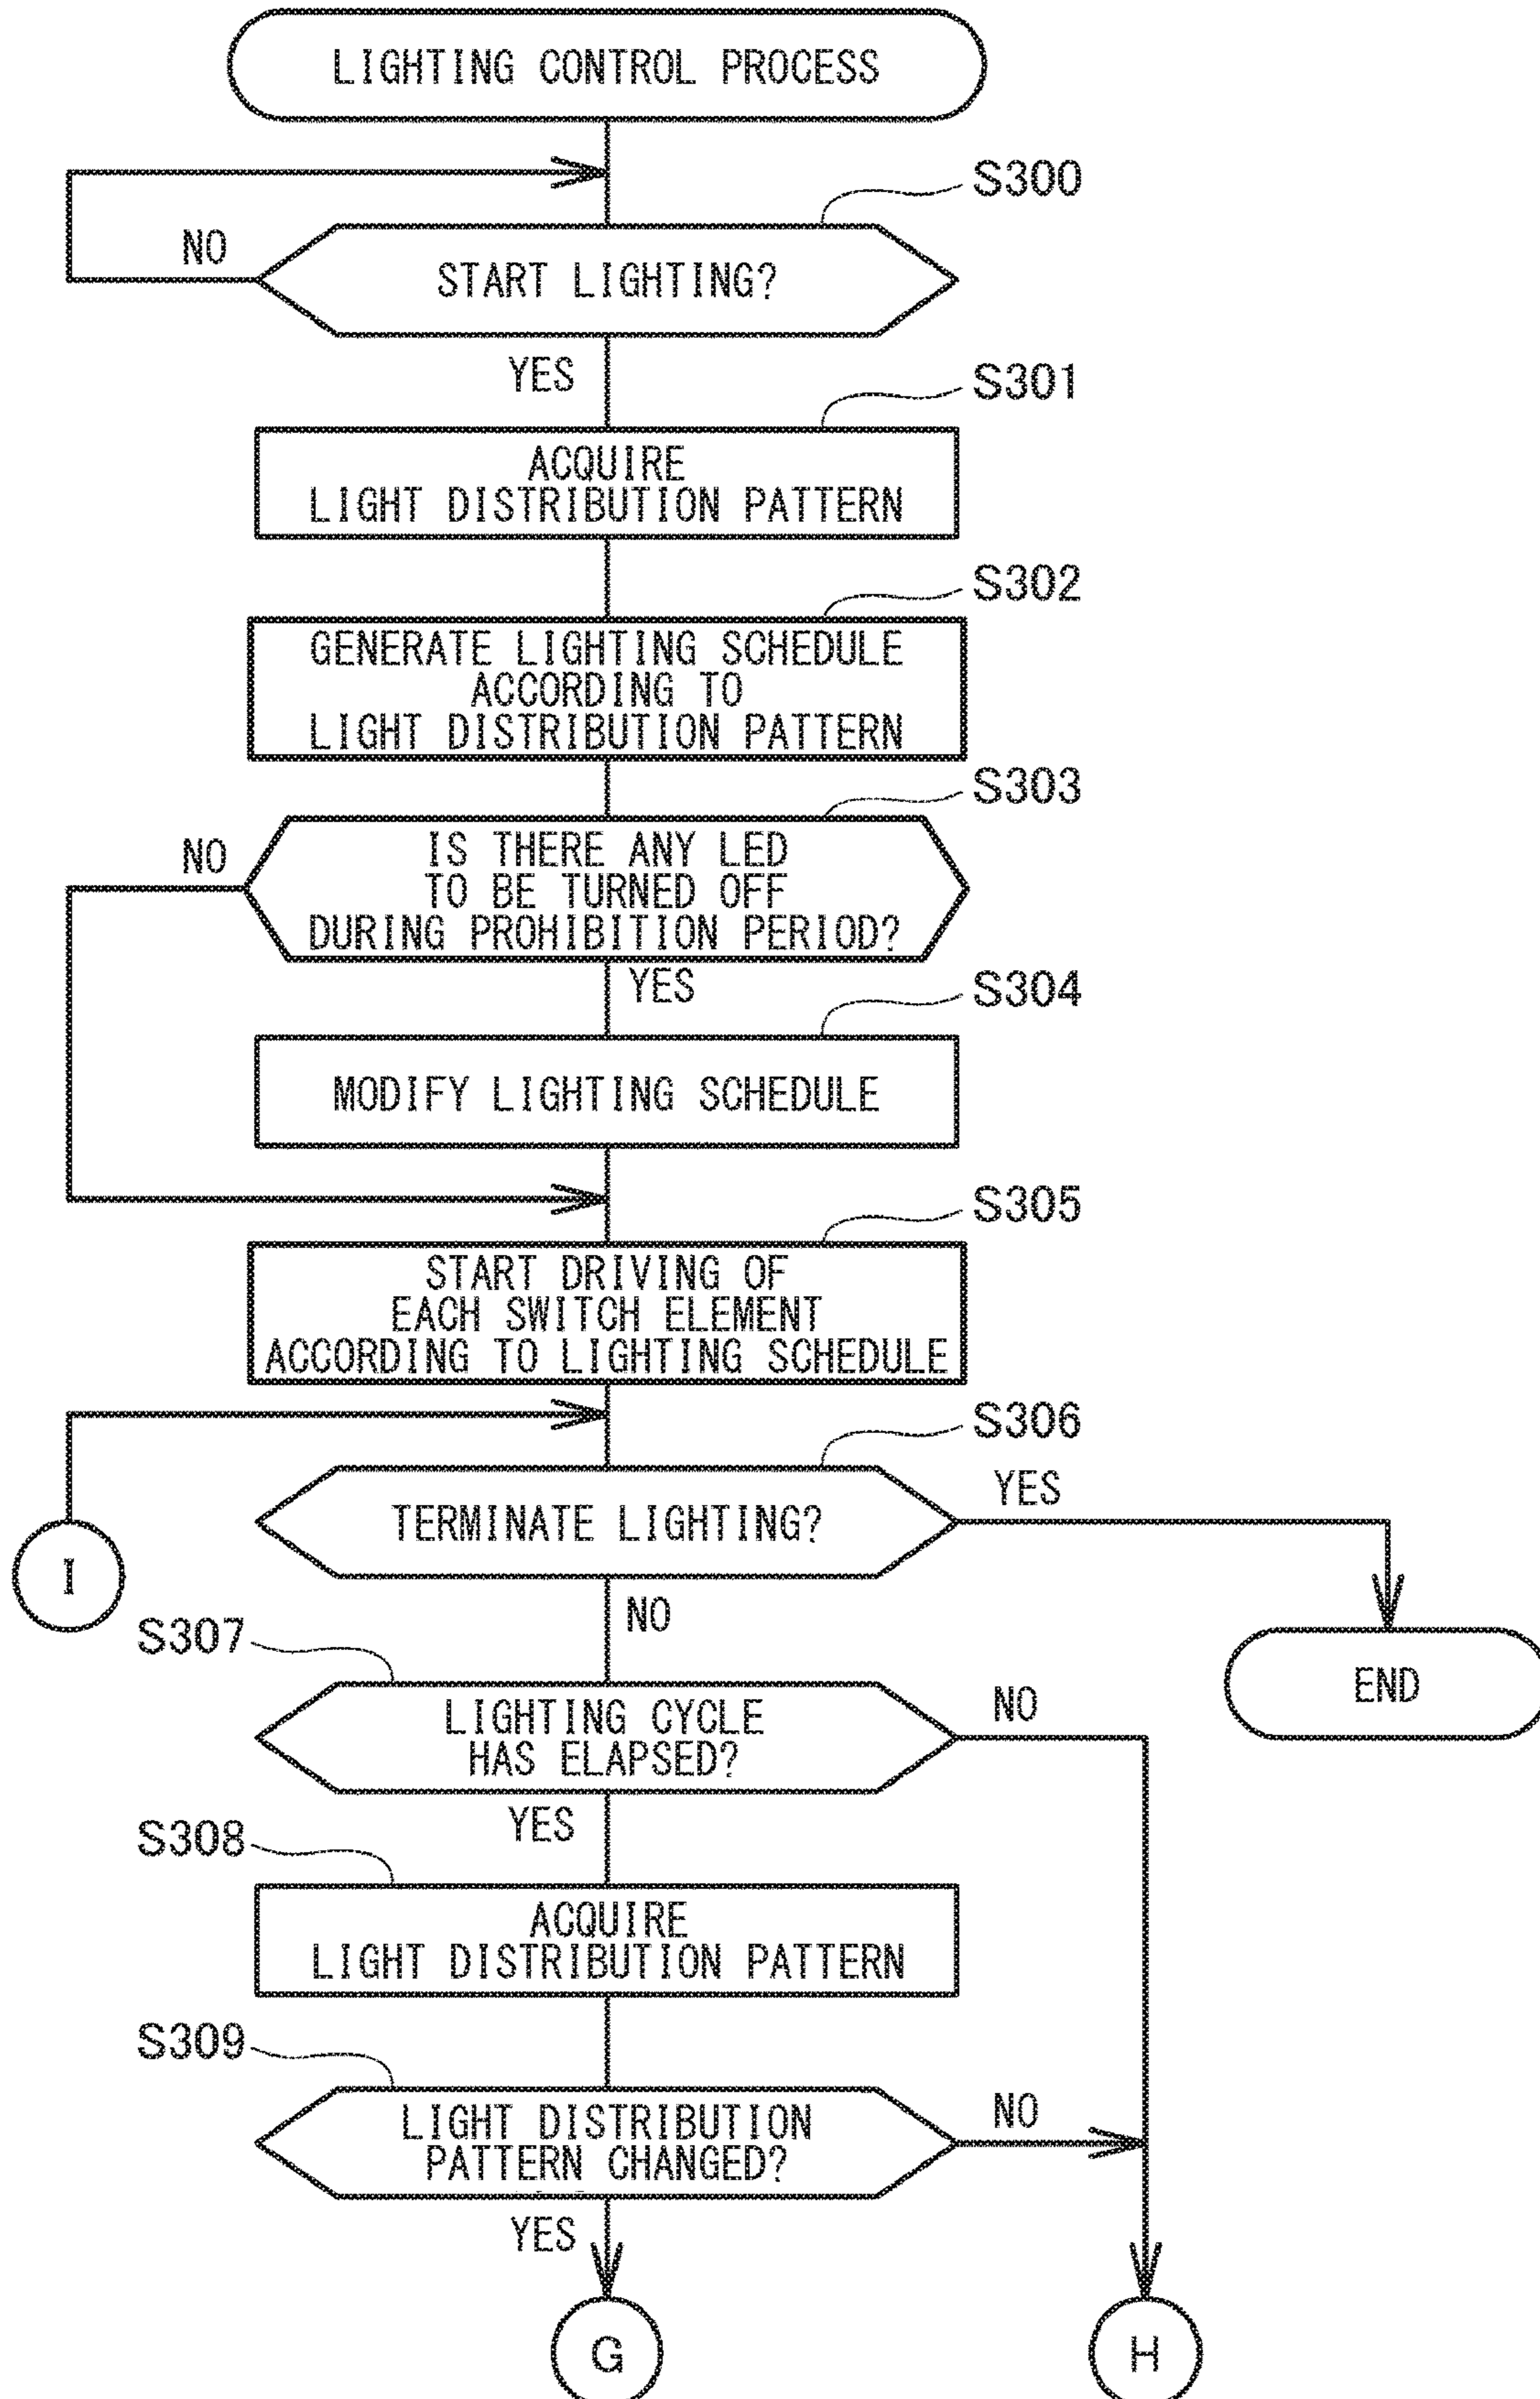 LIGHTING CONTROL PROCESS
S300
NO
START LIGHTING?
YES
S301
ACQUIRE
LIGHT DISTRIBUTION PATTERN
S302
GENERATE LIGHTING SCHEDULE
ACCORDING TO
LIGHT DISTRIBUTION PATTERN
S303
NO
IS THERE ANY LED
TO BE TURNED OFF
DURING PROHIBITION PERIOD?
YES
S304
MODIFY LIGHTING SCHEDULE
S305
START DRIVING OF
EACH SWITCH ELEMENT
ACCORDING TO LIGHTING SCHEDULE
S306
YES
TERMINATE LIGHTING?
I
NO
END
S307
LIGHTING CYCLE
HAS ELAPSED?
NO
YES
S308
ACQUIRE
LIGHT DISTRIBUTION PATTERN
S309
LIGHT DISTRIBUTION
PATTERN CHANGED?
NO
YES
G
H